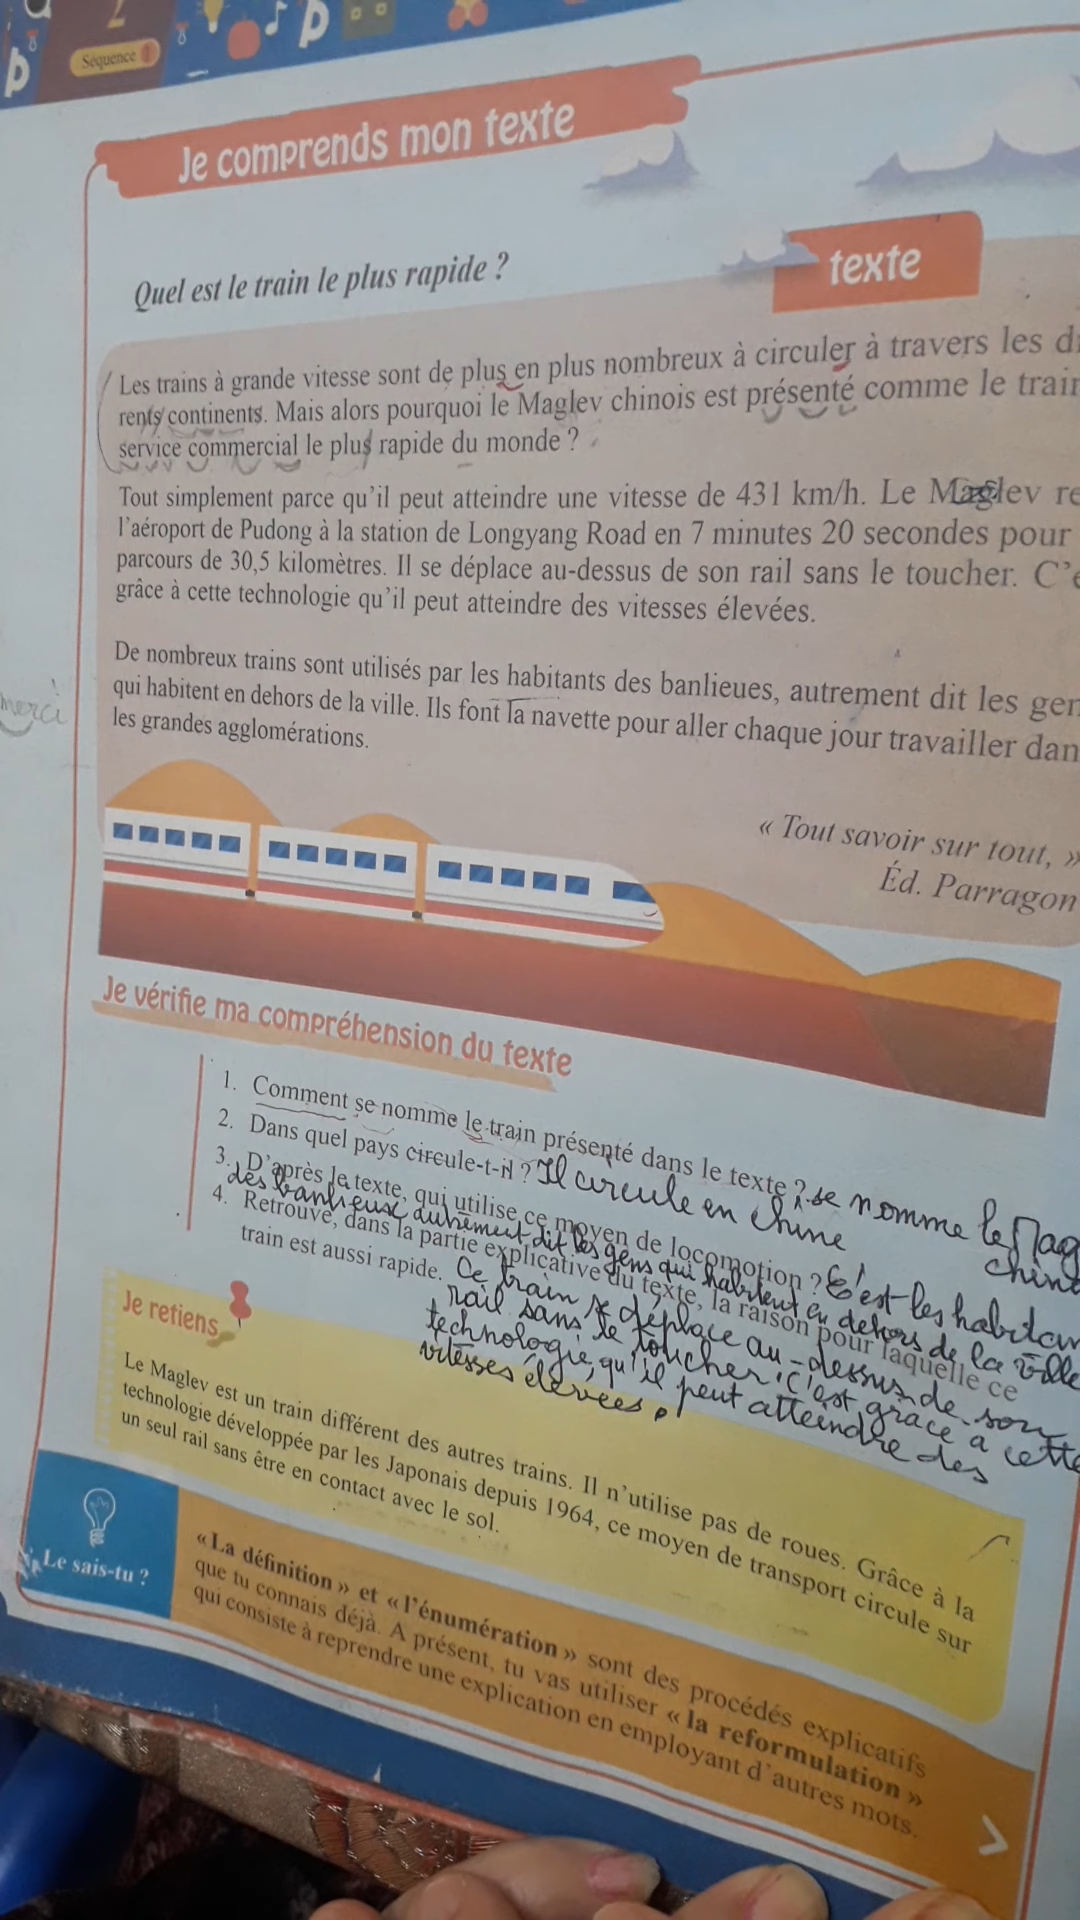 2
Séquence 1
Je comprends mon texte
texte
Quel est le train le plus rapide ?
Les trains à grande vitesse sont de plus en plus nombreux à circuler à travers les
rents continents. Mais alors pourquoi le Maglev chinois est présenté comme le train
service commercial le plus rapide du monde ?
Tout simplement parce qu'il peut atteindre une vitesse de 431 km/h. Le Maglev
l'aéroport de Pudong à la station de Longyang Road en 7 minutes 20 secondes pour
parcours de 30,5 kilomètres. Il se déplace au-dessus de son rail sans le toucher.
grâce à cette technologie qu'il peut atteindre des vitesses élevées.
De nombreux trains sont utilisés par les habitants des banlieues, autrement dit les
qui habitent en dehors de la ville. Ils font la navette pour aller chaque jour travailler
les grandes agglomérations.
merci
« Tout savoir sur tout, »
Éd. Parragon
Je vérifie ma compréhension du texte
1. Comment se nomme le train présenté dans le texte ? se nomme le Mag
chin
2. Dans quel pays circule-t-il ? Il circule en chine
3. D'après le texte, qui utilise ce moyen de locomotion ? C'est les habitan
des banlieusx autrement dit les gens qui habitent en dehors de la ville
4. Retrouve, dans la partie explicative du texte, la raison pour laquelle ce
train est aussi rapide. Ce train se déplace au-dessus de son
rail sans le toucher. c'est grâce à cette
technologie, qu'il peut atteindre des
vitesses élevées.
Je retiens
Le Maglev est un train différent des autres trains. Il n'utilise pas de roues. Grâce à la
technologie développée par les Japonais depuis 1964, ce moyen de transport circule sur
un seul rail sans être en contact avec le sol.
Le sais-tu ?
« La définition » et « l'énumération » sont des procédés explicatifs
que tu connais déjà. A présent, tu vas utiliser « la reformulation »
qui consiste à reprendre une explication en employant d'autres mots.